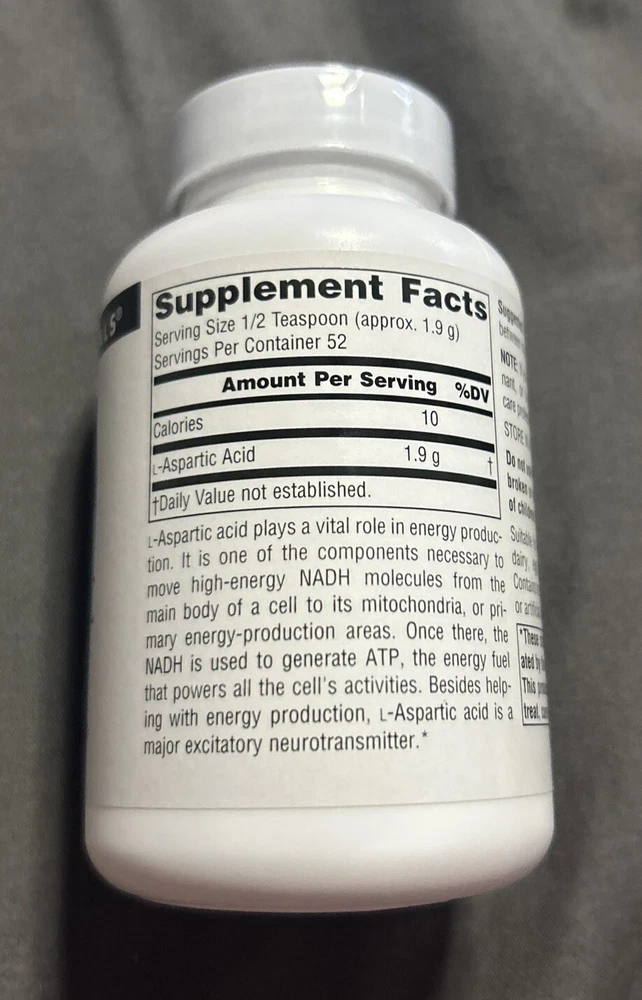 Supplement Facts
Serving Size 1/2 Teaspoon (approx. 1.9 g)
Servings Per Container 52
Amount Per Serving %DV
Calories 10
L-Aspartic Acid 1.9 g †
†Daily Value not established.
L-Aspartic acid plays a vital role in energy produc-
tion. It is one of the components necessary to
move high-energy NADH molecules from the
main body of a cell to its mitochondria, or pri-
mary energy-production areas. Once there, the
NADH is used to generate ATP, the energy fuel
that powers all the cell's activities. Besides help-
ing with energy production, L-Aspartic acid is a
major excitatory neurotransmitter.*
NOTE
care
STORE
Do not
broken
of
dairy,
or
*These
This
treat,